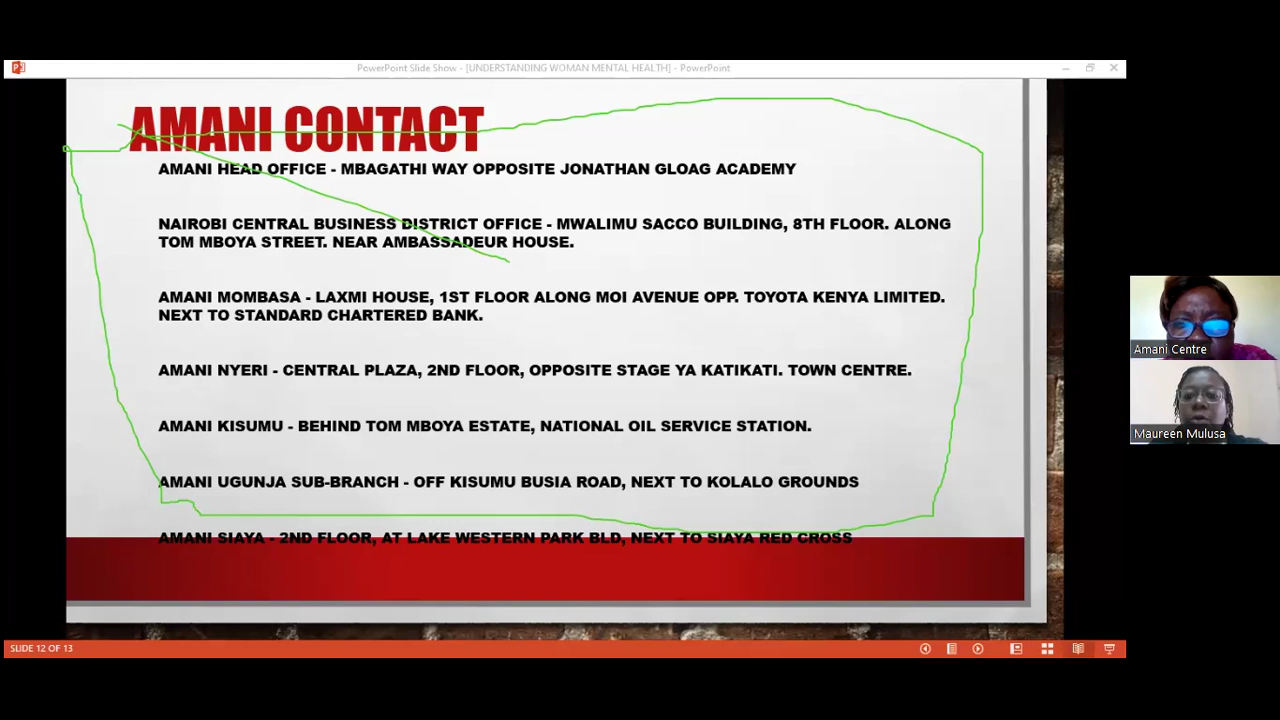 PowerPoint Slide Show - [UNDERSTANDING WOMAN MENTAL HEALTH] - PowerPoint
AMANI CONTACT
AMANI HEAD OFFICE - MBAGATHI WAY OPPOSITE JONATHAN GLOAG ACADEMY
NAIROBI CENTRAL BUSINESS DISTRICT OFFICE - MWALIMU SACCO BUILDING, 8TH FLOOR. ALONG
TOM MBOYA STREET. NEAR AMBASSADEUR HOUSE.
AMANI MOMBASA - LAXMI HOUSE, 1ST FLOOR ALONG MOI AVENUE OPP. TOYOTA KENYA LIMITED.
NEXT TO STANDARD CHARTERED BANK.
AMANI NYERI - CENTRAL PLAZA, 2ND FLOOR, OPPOSITE STAGE YA KATIKATI. TOWN CENTRE.
AMANI KISUMU - BEHIND TOM MBOYA ESTATE, NATIONAL OIL SERVICE STATION.
AMANI UGUNJA SUB-BRANCH - OFF KISUMU BUSIA ROAD, NEXT TO KOLALO GROUNDS
AMANI SIAYA - 2ND FLOOR, AT LAKE WESTERN PARK BLD, NEXT TO SIAYA RED CROSS
Amani Centre
Maureen Mulusa
SLIDE 12 OF 13